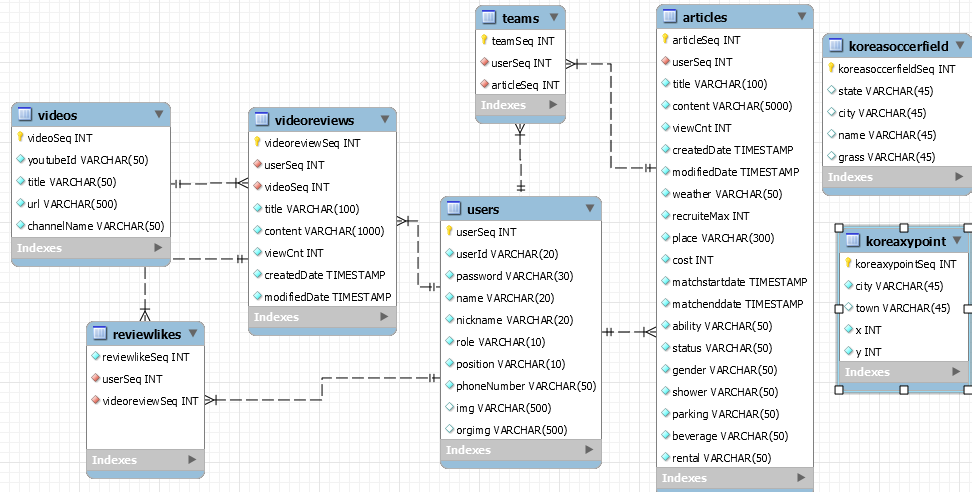 teams
teamSeq INT
userSeq INT
articleSeq INT
Indexes
articles
articleSeq INT
userSeq INT
title VARCHAR(100)
content VARCHAR(5000)
viewCnt INT
createdDate TIMESTAMP
modifiedDate TIMESTAMP
weather VARCHAR(50)
recruiteMax INT
place VARCHAR(300)
cost INT
matchstartdate TIMESTAMP
matchenddate TIMESTAMP
ability VARCHAR(50)
status VARCHAR(50)
gender VARCHAR(50)
shower VARCHAR(50)
parking VARCHAR(50)
beverage VARCHAR(50)
rental VARCHAR(50)
Indexes
koreasoccerfield
koreasoccerfieldSeq INT
state VARCHAR(45)
city VARCHAR(45)
name VARCHAR(45)
grass VARCHAR(45)
Indexes
videos
videoSeq INT
youtubeId VARCHAR(50)
title VARCHAR(50)
url VARCHAR(500)
channelName VARCHAR(50)
Indexes
videoreviews
videoreviewSeq INT
userSeq INT
videoSeq INT
title VARCHAR(100)
content VARCHAR(1000)
viewCnt INT
createdDate TIMESTAMP
modifiedDate TIMESTAMP
Indexes
users
userSeq INT
userId VARCHAR(20)
password VARCHAR(30)
name VARCHAR(20)
nickname VARCHAR(20)
role VARCHAR(10)
position VARCHAR(10)
phoneNumber VARCHAR(50)
img VARCHAR(500)
orgimg VARCHAR(500)
Indexes
koreaxypoint
koreaxypointSeq INT
city VARCHAR(45)
town VARCHAR(45)
x INT
y INT
Indexes
reviewlikes
reviewlikeSeq INT
userSeq INT
videoreviewSeq INT
Indexes